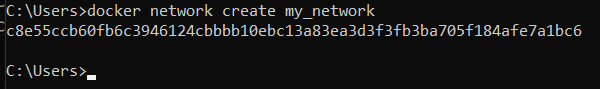 C:\Users>docker network create my_network
c8e55ccb60fb6c3946124cbbbb10ebc13a83ea3d3f3fb3ba705f184afe7a1bc6
C:\Users>